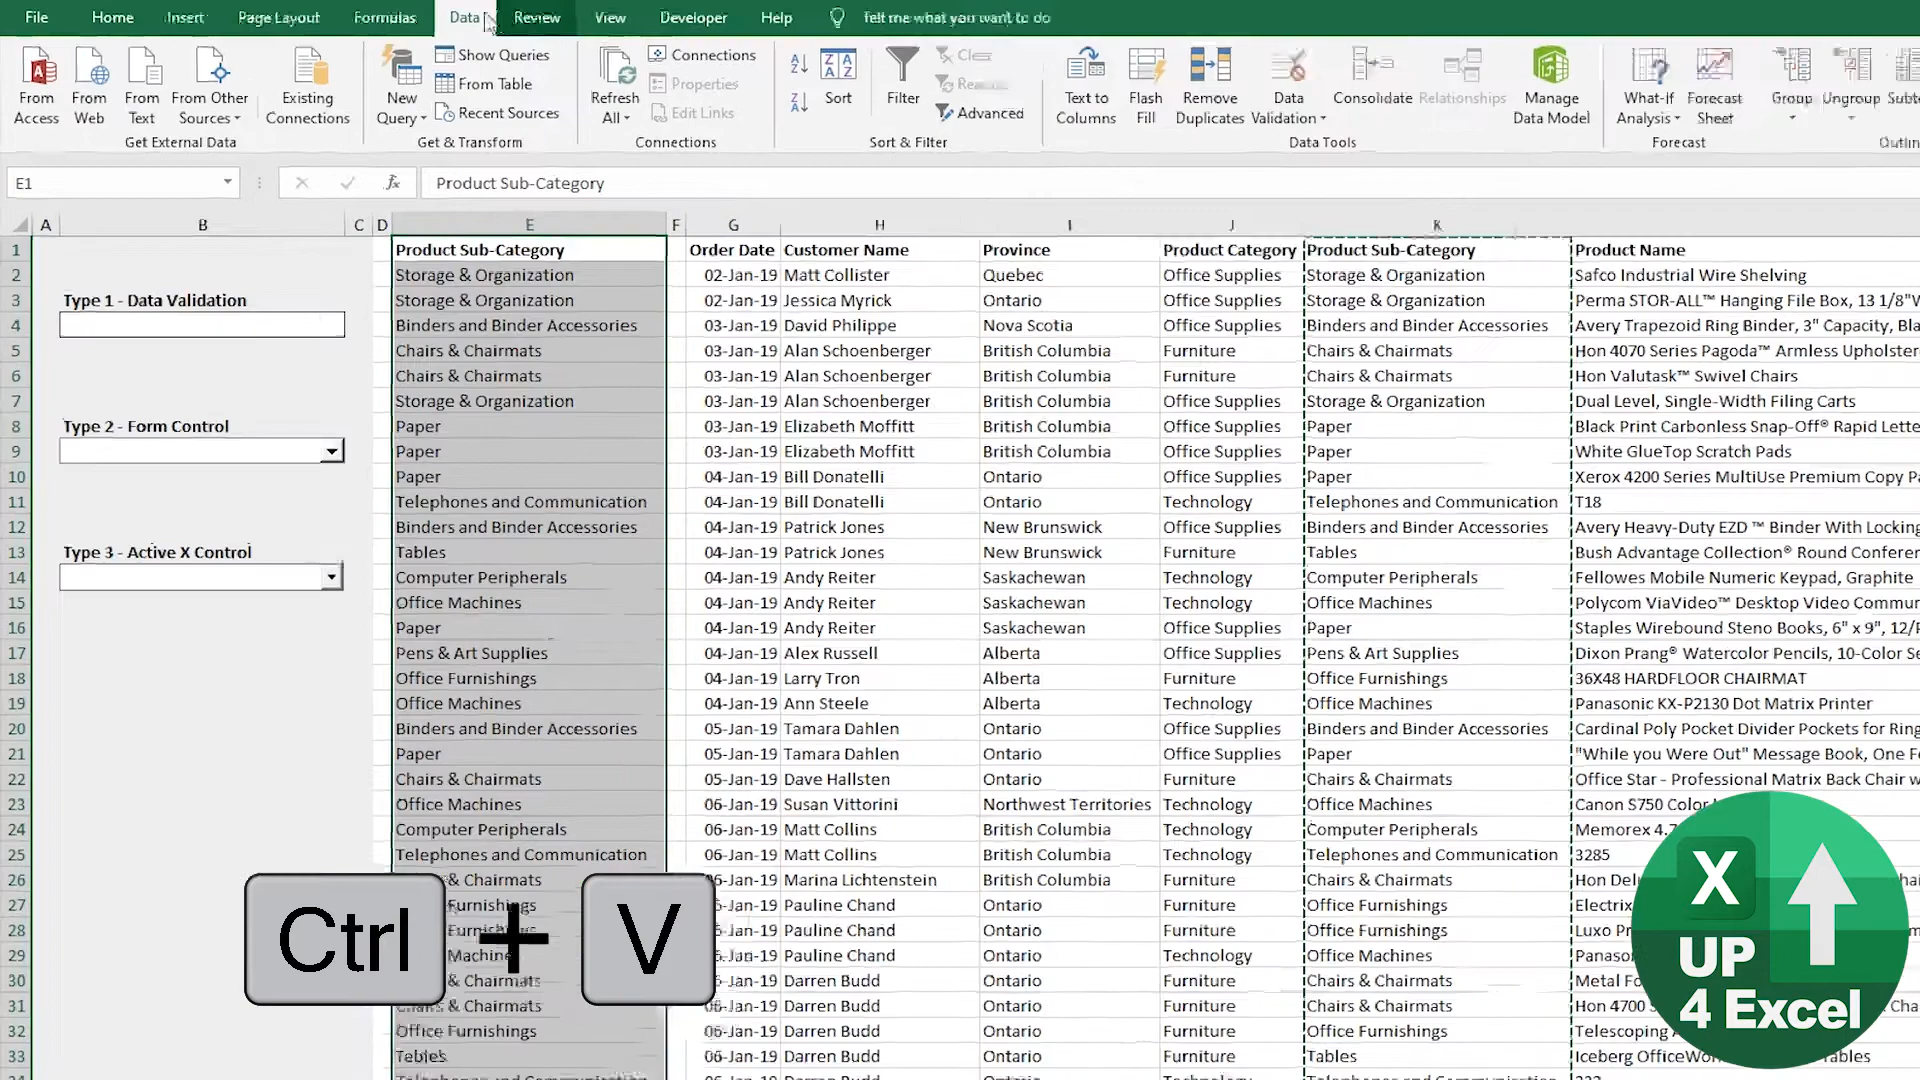 File Home Insert Page Layout Formulas Data Review View Developer Help Tell me what you want to do
Show Queries Connections Clear
From Table Properties
Recent Sources Edit Links Advanced
From Access From Web From Text From Other Sources Existing Connections New Query Refresh All Sort Filter Text to Columns Flash Fill Remove Duplicates Data Validation Consolidate Relationships Manage Data Model What-If Analysis Forecast Sheet Group Ungroup
Get External Data Get & Transform Connections Sort & Filter Data Tools Forecast
E1 fx Product Sub-Category
A B C D E F G H I J K
1 Product Sub-Category Order Date Customer Name Province Product Category Product Sub-Category Product Name
2 Storage & Organization 02-Jan-19 Matt Collister Quebec Office Supplies Storage & Organization Safco Industrial Wire Shelving
3 Type 1 - Data Validation Storage & Organization 02-Jan-19 Jessica Myrick Ontario Office Supplies Storage & Organization Perma STOR-ALL™ Hanging File Box, 13 1/8"W
4 Binders and Binder Accessories 03-Jan-19 David Philippe Nova Scotia Office Supplies Binders and Binder Accessories Avery Trapezoid Ring Binder, 3" Capacity, Bla
5 Chairs & Chairmats 03-Jan-19 Alan Schoenberger British Columbia Furniture Chairs & Chairmats Hon 4070 Series Pagoda™ Armless Upholster
6 Chairs & Chairmats 03-Jan-19 Alan Schoenberger British Columbia Furniture Chairs & Chairmats Hon Valutask™ Swivel Chairs
7 Storage & Organization 03-Jan-19 Alan Schoenberger British Columbia Office Supplies Storage & Organization Dual Level, Single-Width Filing Carts
8 Type 2 - Form Control Paper 03-Jan-19 Elizabeth Moffitt British Columbia Office Supplies Paper Black Print Carbonless Snap-Off® Rapid Lette
9 Paper 03-Jan-19 Elizabeth Moffitt British Columbia Office Supplies Paper White GlueTop Scratch Pads
10 Paper 04-Jan-19 Bill Donatelli Ontario Office Supplies Paper Xerox 4200 Series MultiUse Premium Copy Pa
11 Telephones and Communication 04-Jan-19 Bill Donatelli Ontario Technology Telephones and Communication T18
12 Binders and Binder Accessories 04-Jan-19 Patrick Jones New Brunswick Office Supplies Binders and Binder Accessories Avery Heavy-Duty EZD ™ Binder With Locking
13 Type 3 - Active X Control Tables 04-Jan-19 Patrick Jones New Brunswick Furniture Tables Bush Advantage Collection® Round Conferen
14 Computer Peripherals 04-Jan-19 Andy Reiter Saskachewan Technology Computer Peripherals Fellowes Mobile Numeric Keypad, Graphite
15 Office Machines 04-Jan-19 Andy Reiter Saskachewan Technology Office Machines Polycom ViaVideo™ Desktop Video Commun
16 Paper 04-Jan-19 Andy Reiter Saskachewan Office Supplies Paper Staples Wirebound Steno Books, 6" x 9", 12/P
17 Pens & Art Supplies 04-Jan-19 Alex Russell Alberta Office Supplies Pens & Art Supplies Dixon Prang® Watercolor Pencils, 10-Color Se
18 Office Furnishings 04-Jan-19 Larry Tron Alberta Furniture Office Furnishings 36X48 HARDFLOOR CHAIRMAT
19 Office Machines 04-Jan-19 Ann Steele Alberta Furniture Office Machines Panasonic KX-P2130 Dot Matrix Printer
20 Binders and Binder Accessories 05-Jan-19 Tamara Dahlen Ontario Office Supplies Binders and Binder Accessories Cardinal Poly Pocket Divider Pockets for Ring
21 Paper 05-Jan-19 Tamara Dahlen Ontario Office Supplies Paper "While you Were Out" Message Book, One Fo
22 Chairs & Chairmats 05-Jan-19 Dave Hallsten Ontario Furniture Chairs & Chairmats Office Star - Professional Matrix Back Chair w
23 Office Machines 06-Jan-19 Susan Vittorini Northwest Territories Technology Office Machines Canon S750 Color
24 Computer Peripherals 06-Jan-19 Matt Collins British Columbia Technology Computer Peripherals Memorex 4.7
25 Telephones and Communication 06-Jan-19 Matt Collins British Columbia Technology Telephones and Communication 3285
26 & Chairmats 06-Jan-19 Marina Lichtenstein British Columbia Furniture Chairs & Chairmats Hon Delu
27 Furnishings Pauline Chand Ontario Furniture Office Furnishings Electrix
28 Furnishings Pauline Chand Ontario Furniture Office Furnishings Luxo Pr
29 Machine Pauline Chand Ontario Furniture Office Machines Panaso
30 & Chairmats Darren Budd Ontario Furniture Chairs & Chairmats Metal Fo
31 Chairs & Chairmats 06-Jan-19 Darren Budd Ontario Furniture Chairs & Chairmats Hon 4700
32 Office Furnishings 06-Jan-19 Darren Budd Ontario Furniture Office Furnishings Telescoping
33 Tables 06-Jan-19 Darren Budd Ontario Furniture Tables Iceberg OfficeWor Tables
Ctrl + V
X
UP
4 Excel